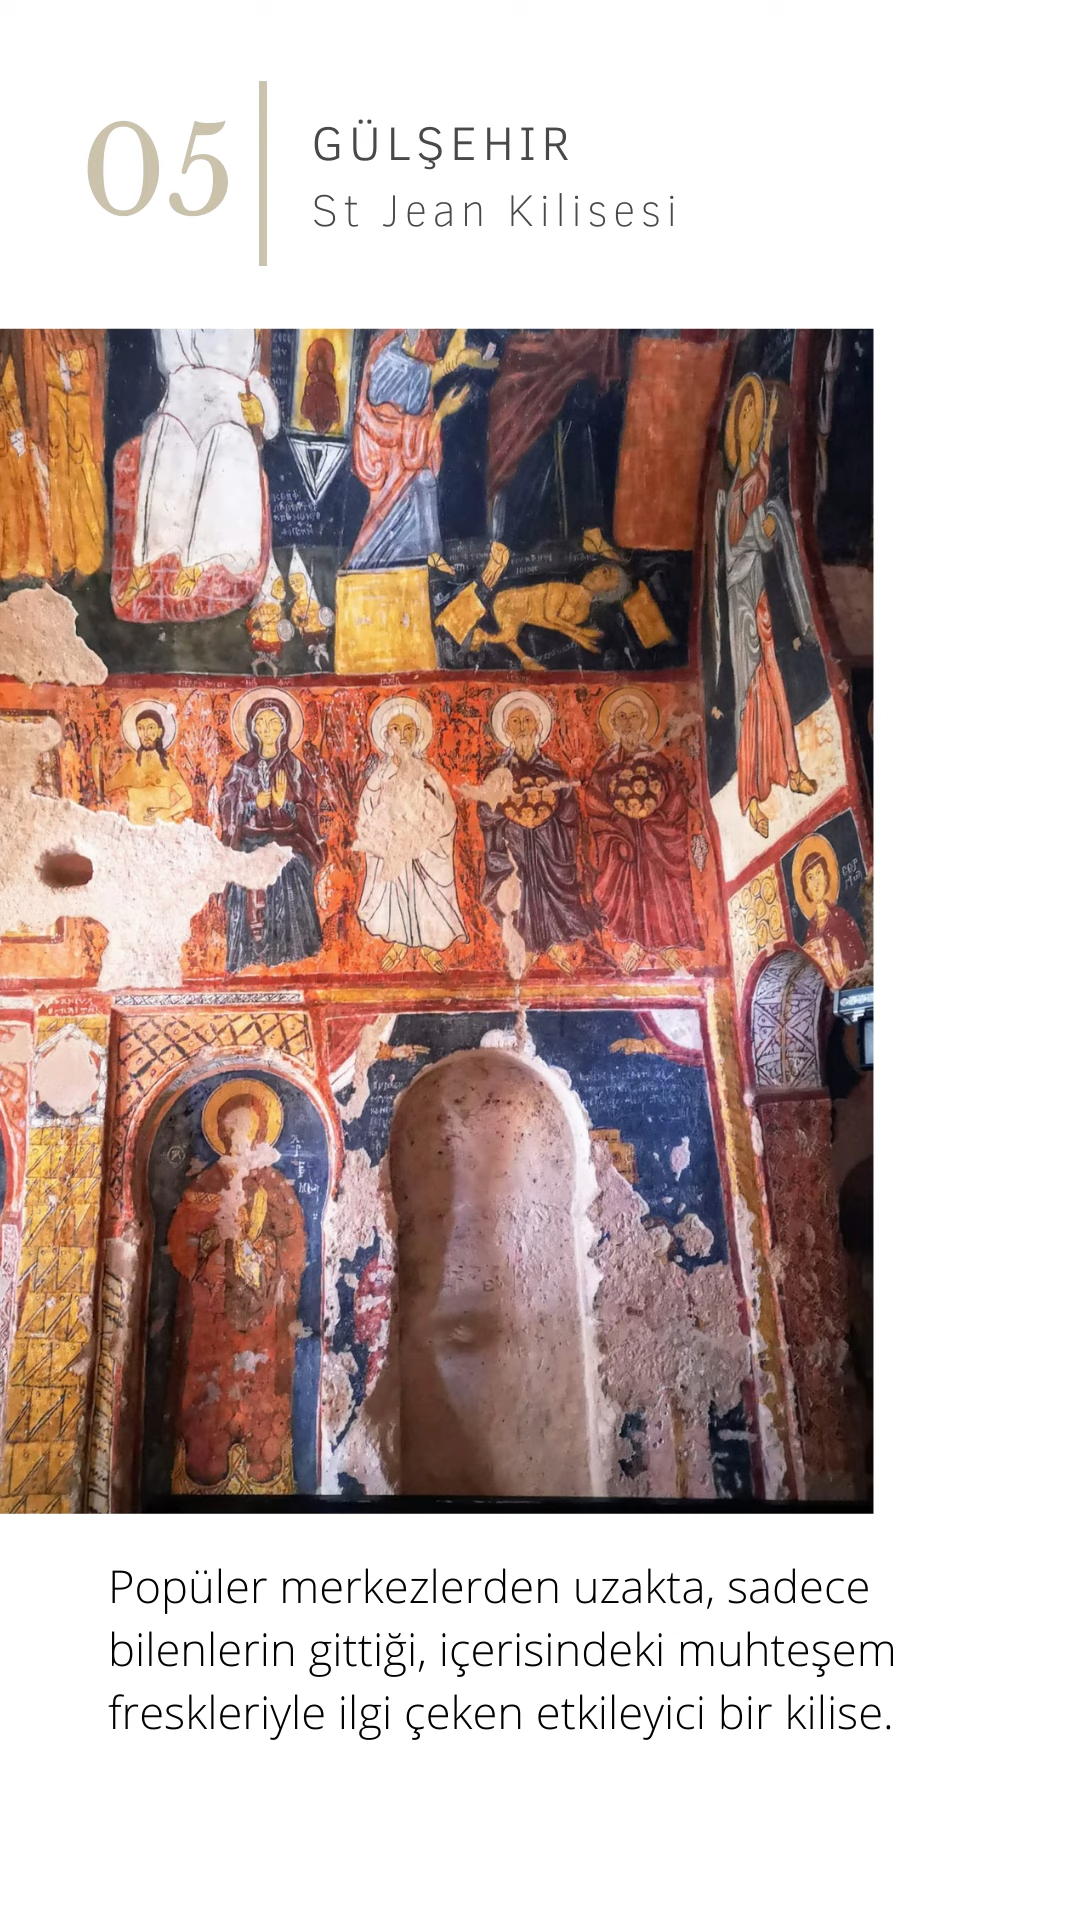 05
GÜLŞEHIR
St Jean Kilisesi
Popüler merkezlerden uzakta, sadece
bilenlerin gittiği, içerisindeki muhteşem
freskleriyle ilgi çeken etkileyici bir kilise.